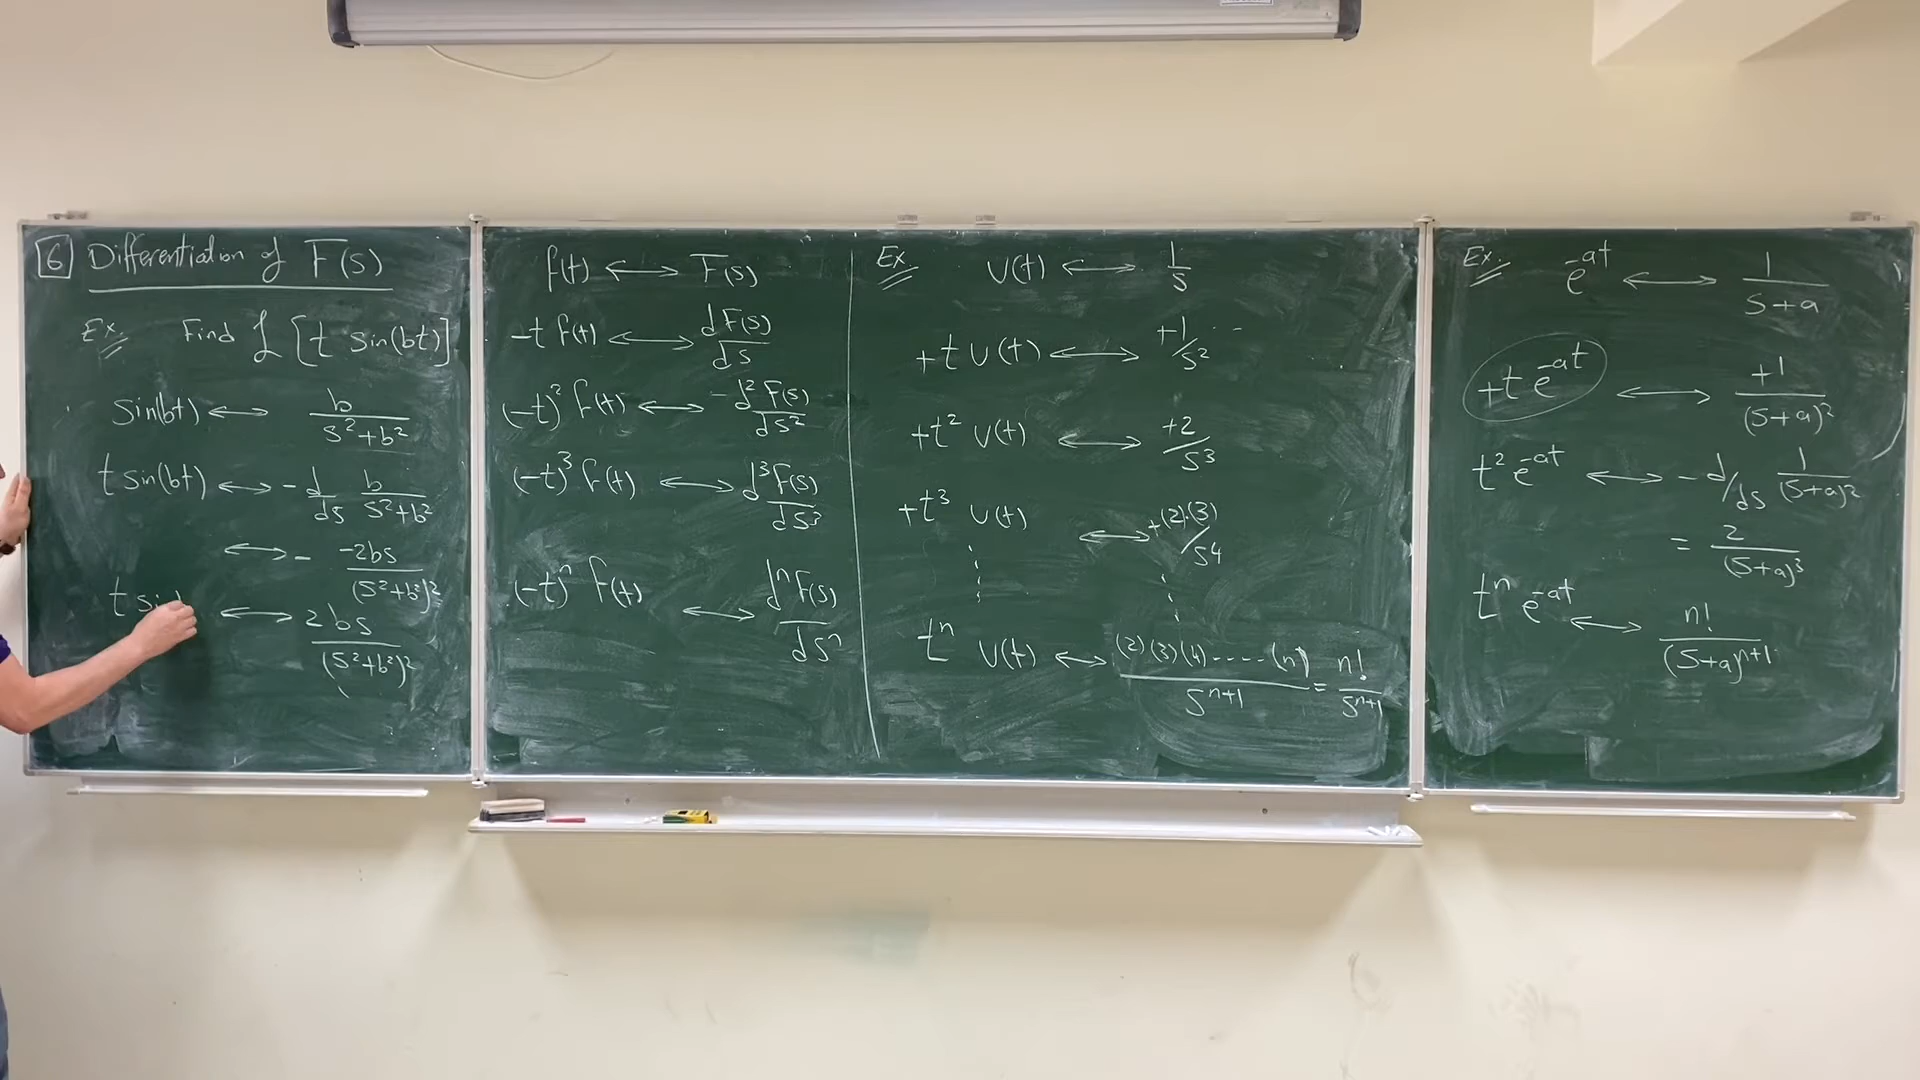 6 Differentiation of F(s)
Ex. Find ℒ[t sin(bt)]
sin(bt) ⟷ b/(s²+b²)
t sin(bt) ⟷ - d/ds b/(s²+b²)
⟷ - -2bs/(s²+b²)²
t sin ⟷ 2bs/(s²+b²)²
f(t) ⟷ F(s)
-t f(t) ⟷ dF(s)/ds
(-t)² f(t) ⟷ - d²F(s)/ds²
(-t)³ f(t) ⟷ d³F(s)/ds³
(-t)ⁿ f(t) ⟷ dⁿF(s)/dsⁿ
Ex. U(t) ⟷ 1/s
+t U(t) ⟷ +1/s²
+t² U(t) ⟷ +2/s³
+t³ U(t) ⟷ +(2)(3)/s⁴
tⁿ U(t) ⟷ (2)(3)(4)-----(n)/sⁿ⁺¹ = n!/sⁿ⁺¹
Ex. e⁻ᵃᵗ ⟷ 1/(s+a)
+t e⁻ᵃᵗ ⟷ +1/(s+a)²
t² e⁻ᵃᵗ ⟷ - d/ds 1/(s+a)²
= 2/(s+a)³
tⁿ e⁻ᵃᵗ ⟷ n!/(s+a)ⁿ⁺¹